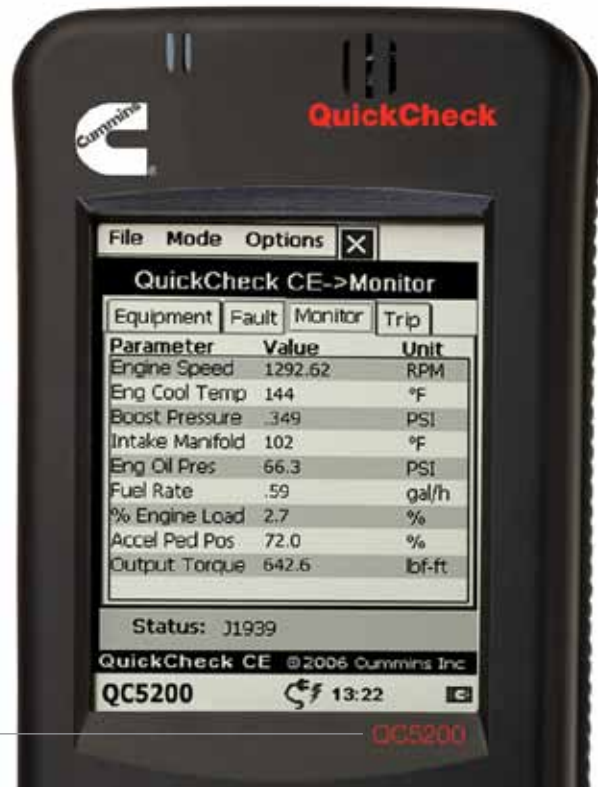 Cummins
®
QuickCheck
File Mode Options X
QuickCheck CE->Monitor
Equipment Fault Monitor Trip
Parameter Value Unit
Engine Speed 1292.62 RPM
Eng Cool Temp 144 °F
Boost Pressure .349 PSI
Intake Manifold 102 °F
Eng Oil Pres 66.3 PSI
Fuel Rate .59 gal/h
% Engine Load 2.7 %
Accel Ped Pos 72.0 %
Output Torque 642.6 lbf-ft
Status: J1939
QuickCheck CE ©2006 Cummins Inc
QC5200 13:22
QC5200